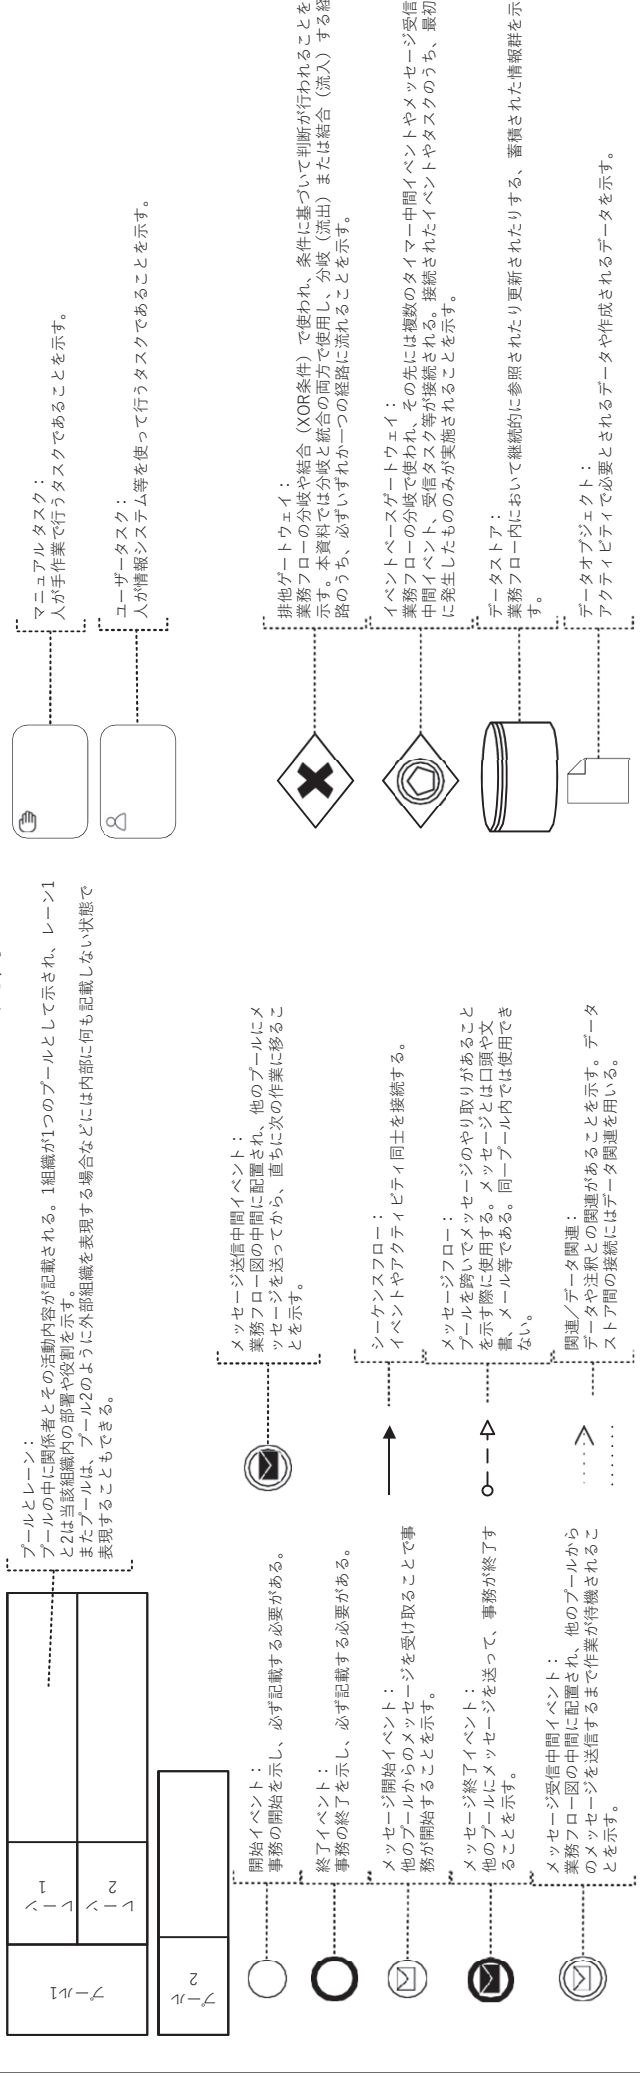 プールとレーン：
プールの中に関係者とその活動内容が記載される。1組織が1つのプールとして示され、レーン1
と2は当該組織内の部署や役割を示す。
またプールは、プール2のように外部組織を表現する場合などには内部に何も記載しない状態で
表現することもできる。
プール1
レーン
1
レーン
2
プール
2
開始イベント：
事務の開始を示し、必ず記載する必要がある。
終了イベント：
事務の終了を示し、必ず記載する必要がある。
メッセージ開始イベント：
他のプールからのメッセージを受け取ることで事
務が開始することを示す。
メッセージ終了イベント：
他のプールにメッセージを送って、事務が終了す
ることを示す。
メッセージ受信中間イベント：
業務フロー図の中間に配置され、他のプールから
のメッセージを送信するまで作業が待機されるこ
とを示す。
メッセージ送信中間イベント：
業務フロー図の中間に配置され、他のプールにメ
ッセージを送ってから、直ちに次の作業に移るこ
とを示す。
シーケンスフロー：
イベントやアクティビティ同士を接続する。
メッセージフロー：
プールを跨いでメッセージのやり取りがあること
を示す際に使用する。メッセージとは口頭や文
書、メール等である。同一プール内では使用でき
ない。
関連／データ関連：
データや注釈との関連があることを示す。データ
ストア間の接続にはデータ関連を用いる。
マニュアルタスク：
人が手作業で行うタスクであることを示す。
ユーザータスク：
人が情報システム等を使って行うタスクであることを示す。
排他ゲートウェイ：
業務フローの分岐や結合（XOR条件）で使われ、条件に基づいて判断が行われることを
示す。本資料では分岐と統合の両方で使用し、分岐（流出）または結合（流入）する経
路のうち、必ずいずれか一つの経路に流れることを示す。
イベントベースゲートウェイ：
業務フローの分岐で使われ、その先には複数のタイマー中間イベントやメッセージ受信
中間イベント、受信タスク等が接続される。接続されたイベントやタスクのうち、最初
に発生したもののみが実施されることを示す。
データストア：
業務フロー内において継続的に参照されたり更新されたりする、蓄積された情報群を示
す。
データオブジェクト：
アクティビティで必要とされるデータや作成されるデータを示す。